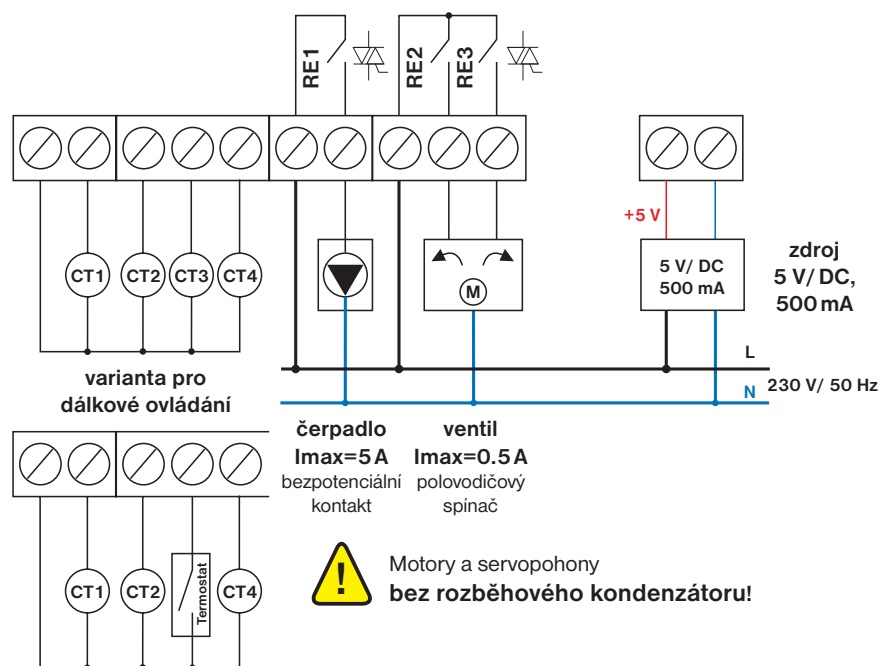 RE1
RE2
RE3
+5 V
CT1
CT2
CT3
CT4
M
5 V/ DC
500 mA
zdroj
5 V/ DC,
500 mA
L
N
230 V/ 50 Hz
varianta pro
dálkové ovládání
čerpadlo
Imax=5 A
bezpotenciální
kontakt
ventil
Imax=0.5 A
polovodičový
spínač
CT1
CT2
Termostat
CT4
!
Motory a servopohony
bez rozběhového kondenzátoru!